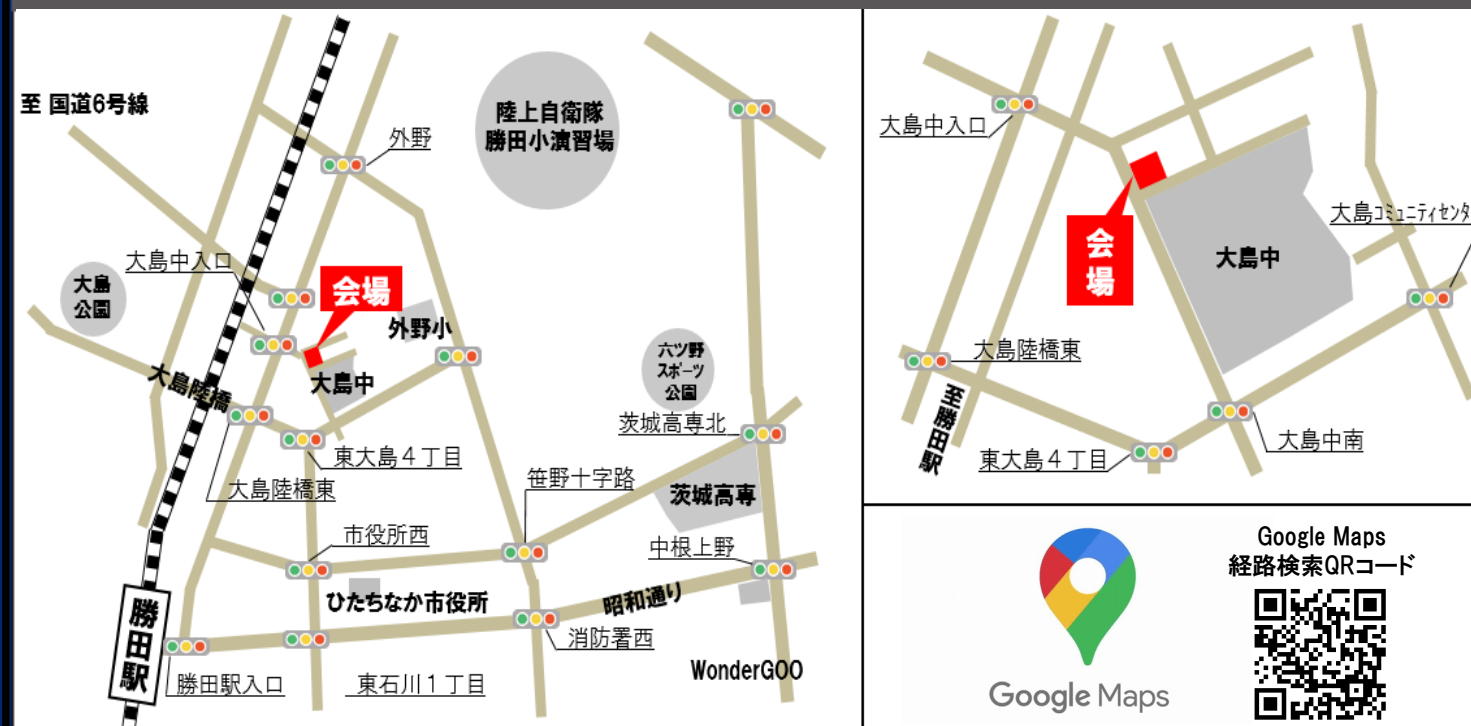 至 国道6号線
陸上自衛隊
勝田小演習場
外野
大島中入口
大島
公園
会場
外野小
大島陸橋
大島中
六ツ野
スポーツ
公園
茨城高専北
東大島4丁目
大島陸橋東
笹野十字路
茨城高専
市役所西
中根上野
ひたちなか市役所
昭和通り
消防署西
勝田駅
勝田駅入口
東石川1丁目
WonderGOO
大島中入口
会場
大島中
大島ｺﾐｭﾆﾃｨｾﾝﾀ
大島陸橋東
至勝田駅
東大島4丁目
大島中南
Google Maps
Google Maps
経路検索QRコード